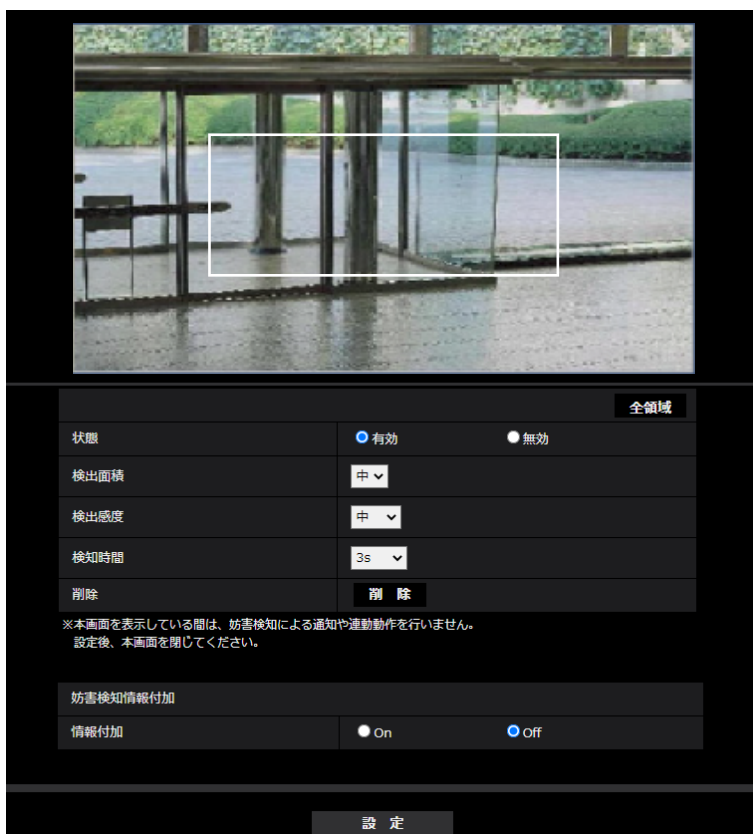 全領域
状態 有効 無効
検出面積 中
検出感度 中
検知時間 3s
削除 削 除
※本画面を表示している間は、妨害検知による通知や連動動作を行いません。
設定後、本画面を閉じてください。
妨害検知情報付加
情報付加 On Off
設 定